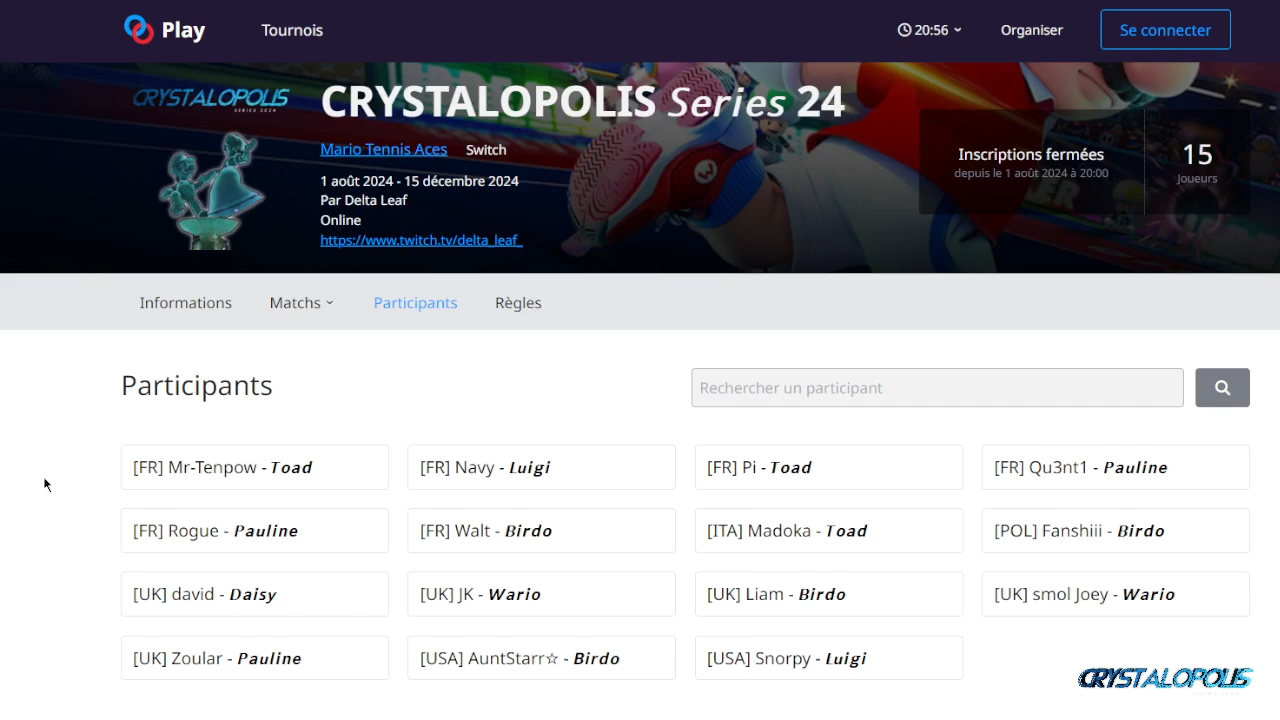 Play
Tournois
20:56
Organiser
Se connecter
CRYSTALOPOLIS
SERIES 2024
CRYSTALOPOLIS Series 24
Mario Tennis Aces Switch
1 août 2024 - 15 décembre 2024
Par Delta Leaf
Online
https://www.twitch.tv/delta_leaf_
Inscriptions fermées
depuis le 1 août 2024 à 20:00
15
Joueurs
Informations
Matchs
Participants
Règles
Participants
Rechercher un participant
[FR] Mr-Tenpow - Toad
[FR] Navy - Luigi
[FR] Pi - Toad
[FR] Qu3nt1 - Pauline
[FR] Rogue - Pauline
[FR] Walt - Birdo
[ITA] Madoka - Toad
[POL] Fanshiii - Birdo
[UK] david - Daisy
[UK] JK - Wario
[UK] Liam - Birdo
[UK] smol Joey - Wario
[UK] Zoular - Pauline
[USA] AuntStarr☆ - Birdo
[USA] Snorpy - Luigi
CRYSTALOPOLIS